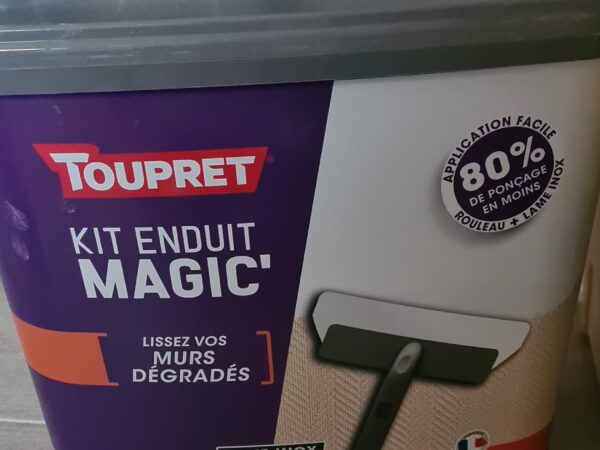 TOUPRET
KIT ENDUIT
MAGIC'
LISSEZ VOS
MURS
DÉGRADÉS
APPLICATION FACILE
80%
DE PONÇAGE
EN MOINS
ROULEAU + LAME INOX